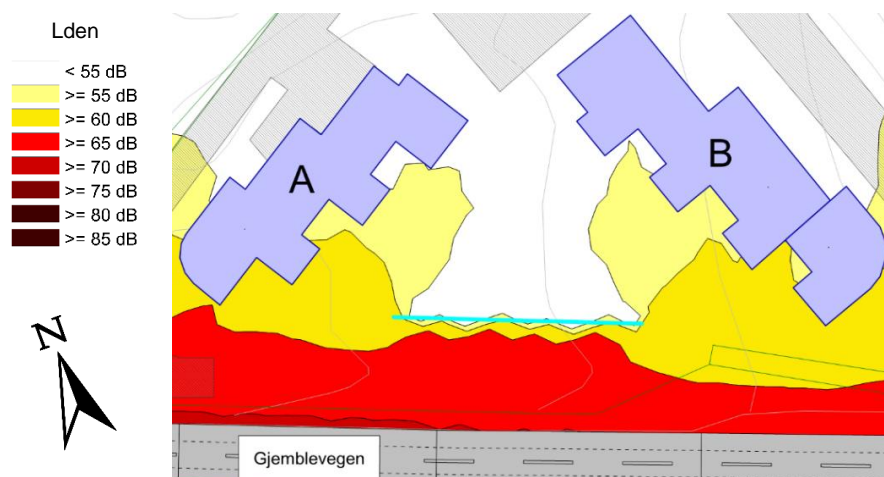 Lden
< 55 dB
>= 55 dB
>= 60 dB
>= 65 dB
>= 70 dB
>= 75 dB
>= 80 dB
>= 85 dB
N
A
B
Gjemblevegen